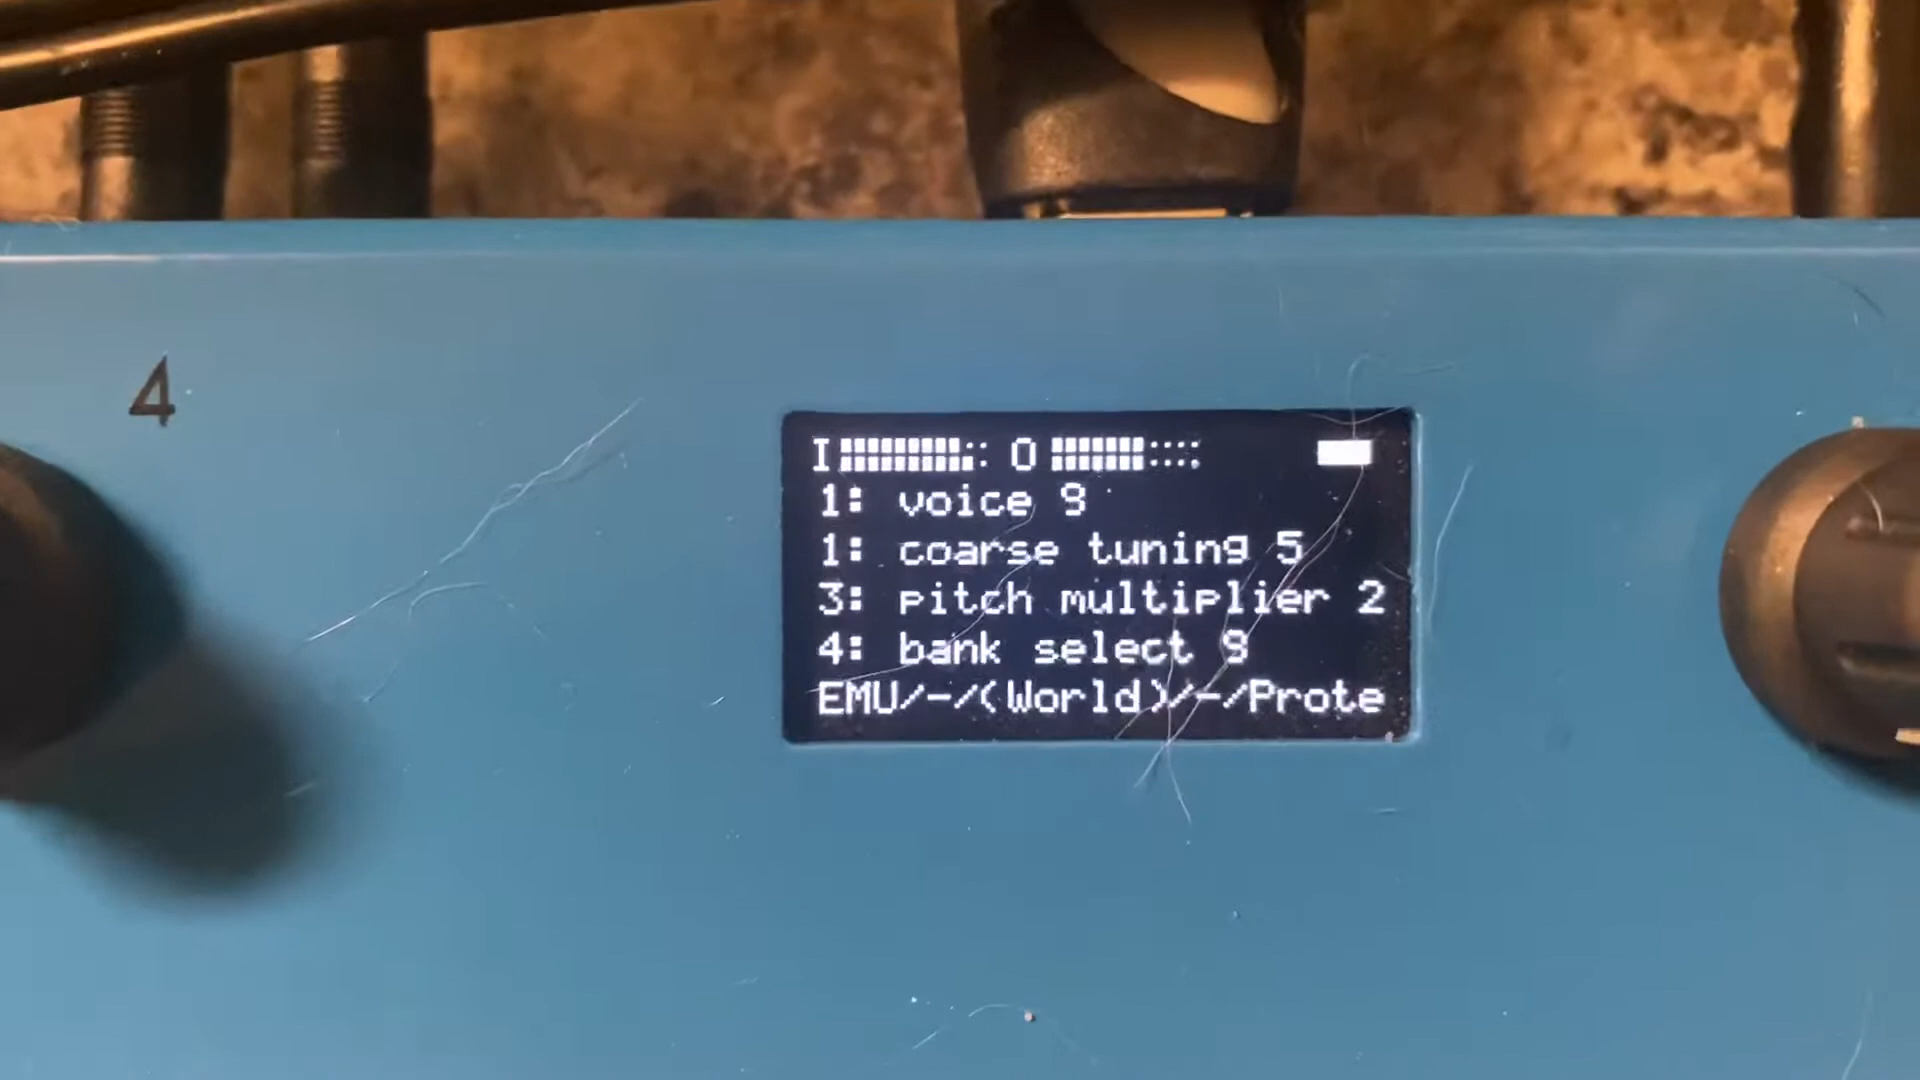 4
I O
1: voice 9
1: coarse tuning 5
3: pitch multiplier 2
4: bank select 9
EMU/-/(World)/-/Prote